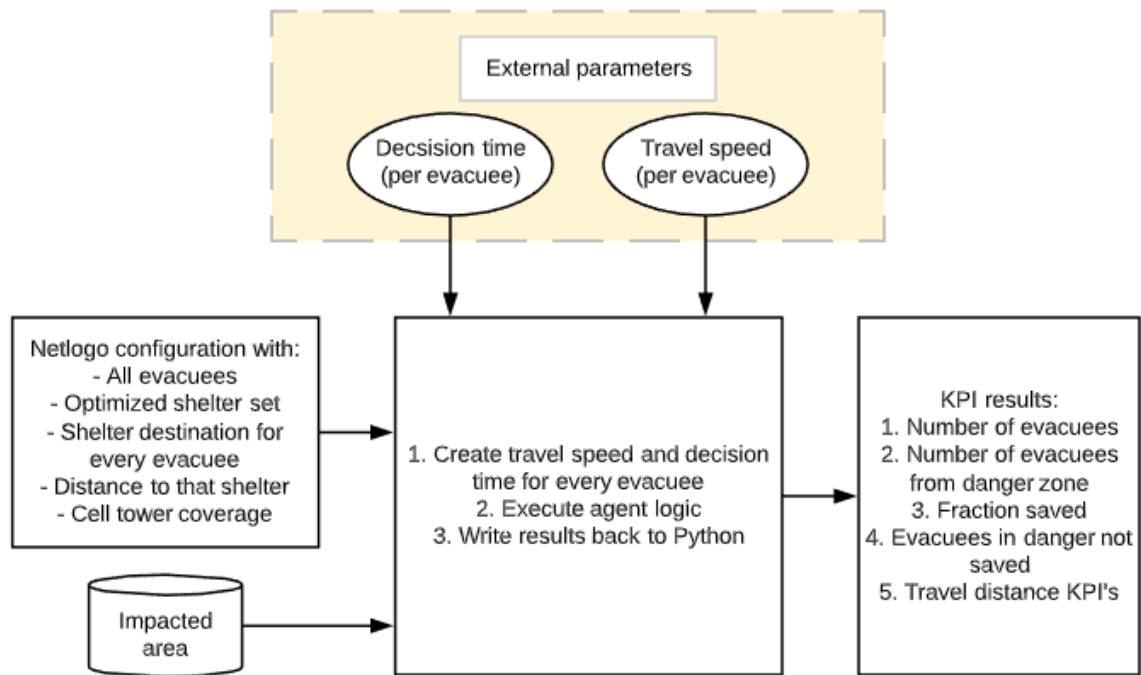 External parameters
Decsision time
(per evacuee)
Travel speed
(per evacuee)
Netlogo configuration with:
- All evacuees
- Optimized shelter set
- Shelter destination for
every evacuee
- Distance to that shelter
- Cell tower coverage
Impacted
area
1. Create travel speed and decision
time for every evacuee
2. Execute agent logic
3. Write results back to Python
KPI results:
1. Number of evacuees
2. Number of evacuees
from danger zone
3. Fraction saved
4. Evacuees in danger not
saved
5. Travel distance KPI's